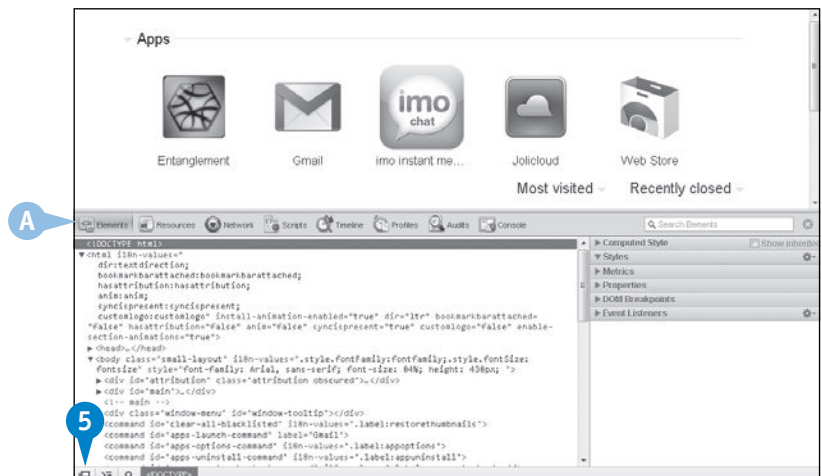 Apps
imo
chat
Entanglement
Gmail
imo instant me...
Jolicloud
Web Store
Most visited
Recently closed
A
Elements
Resources
Network
Scripts
Timeline
Profiles
Audits
Console
Search Elements
<!DOCTYPE html>
<html i18n-values="
dir:textdirection;
bookmarkbarattached:bookmarkbarattached;
hasattribution:hasattribution;
anim:anim;
syncispresent:syncispresent;
customlogo:customlogo" install-animation-enabled="true" dir="ltr" bookmarkbarattached=
"false" hasattribution="false" anim="false" syncispresent="true" customlogo="false" enable-
section-animations="true">
<head>…</head>
<body class="small-layout" i18n-values=".style.fontFamily:fontfamily;.style.fontSize:
fontsize" style="font-family: Arial, sans-serif; font-size: 84%; height: 438px; ">
<div id="attribution" class="attribution obscured">…</div>
<div id="main">…</div>
<!-- main -->
<div class="window-menu" id="window-tooltip"></div>
<command id="clear-all-blacklisted" i18n-values=".label:restorethumbnails">
<command id="apps-launch-command" label="Gmail">
<command id="apps-options-command" i18n-values=".label:appoptions">
<command id="apps-uninstall-command" i18n-values=".label:appuninstall">
Computed Style
Show inherited
Styles
Metrics
Properties
DOM Breakpoints
Event Listeners
5
<!DOCTYPE>